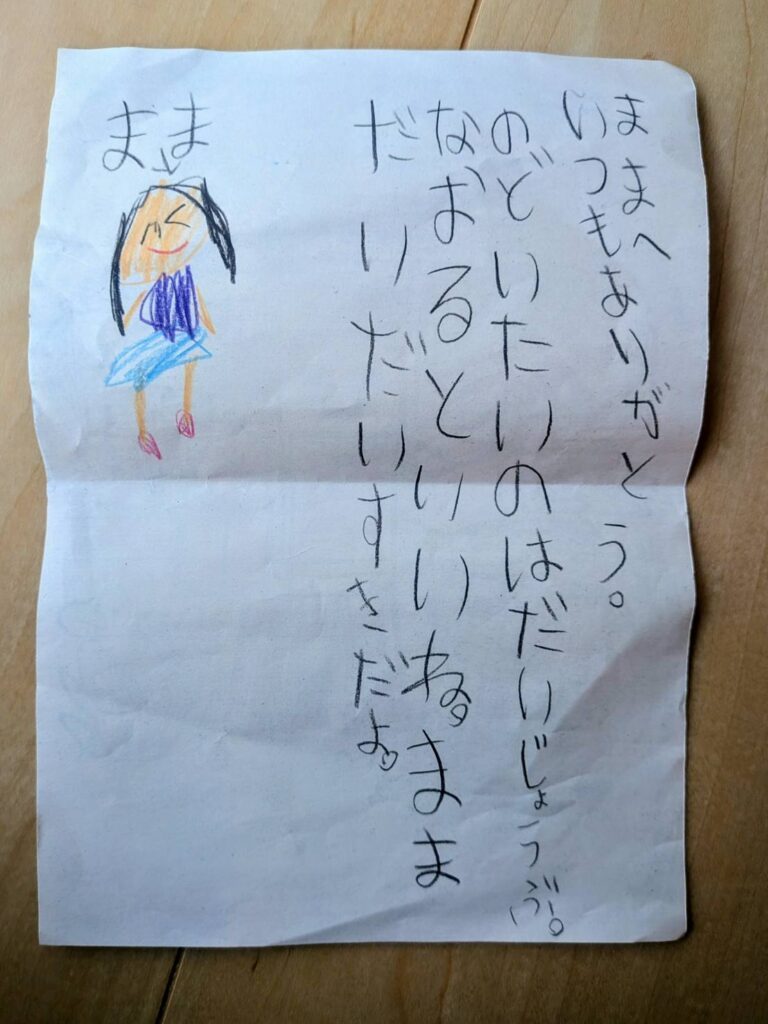 ままへ
いつもありがとう。
のどいたいのはだいじょうぶ。
なおるといいね。まま
だいだいすきだよ。
まま